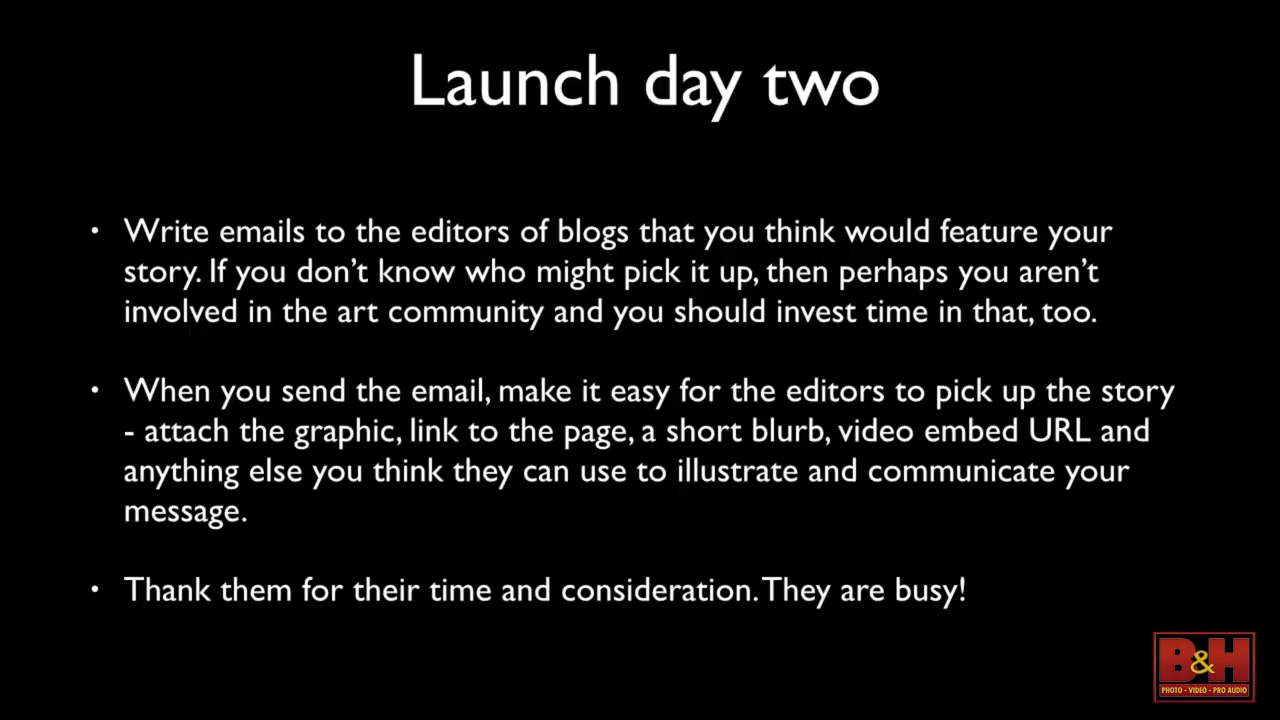 Launch day two
• Write emails to the editors of blogs that you think would feature your
story. If you don’t know who might pick it up, then perhaps you aren’t
involved in the art community and you should invest time in that, too.
• When you send the email, make it easy for the editors to pick up the story
- attach the graphic, link to the page, a short blurb, video embed URL and
anything else you think they can use to illustrate and communicate your
message.
• Thank them for their time and consideration. They are busy!
B&H
PHOTO - VIDEO - PRO AUDIO